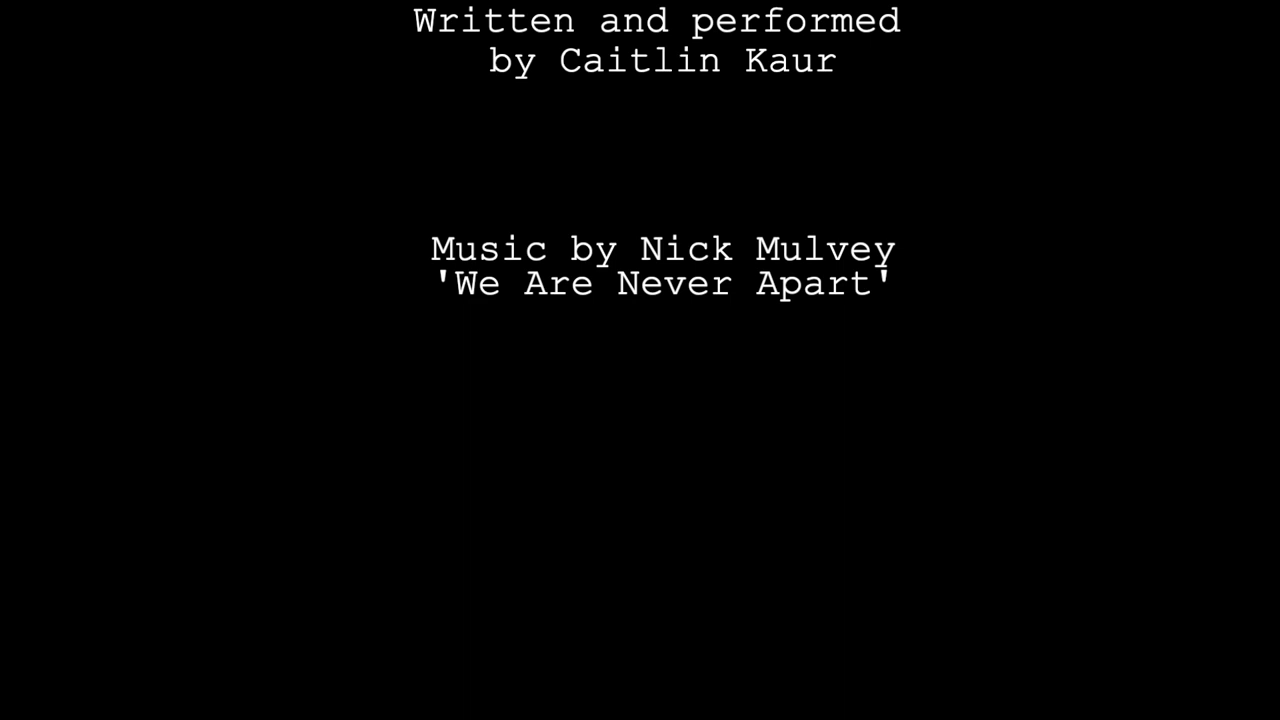 Written and performed
by Caitlin Kaur
Music by Nick Mulvey
'We Are Never Apart'